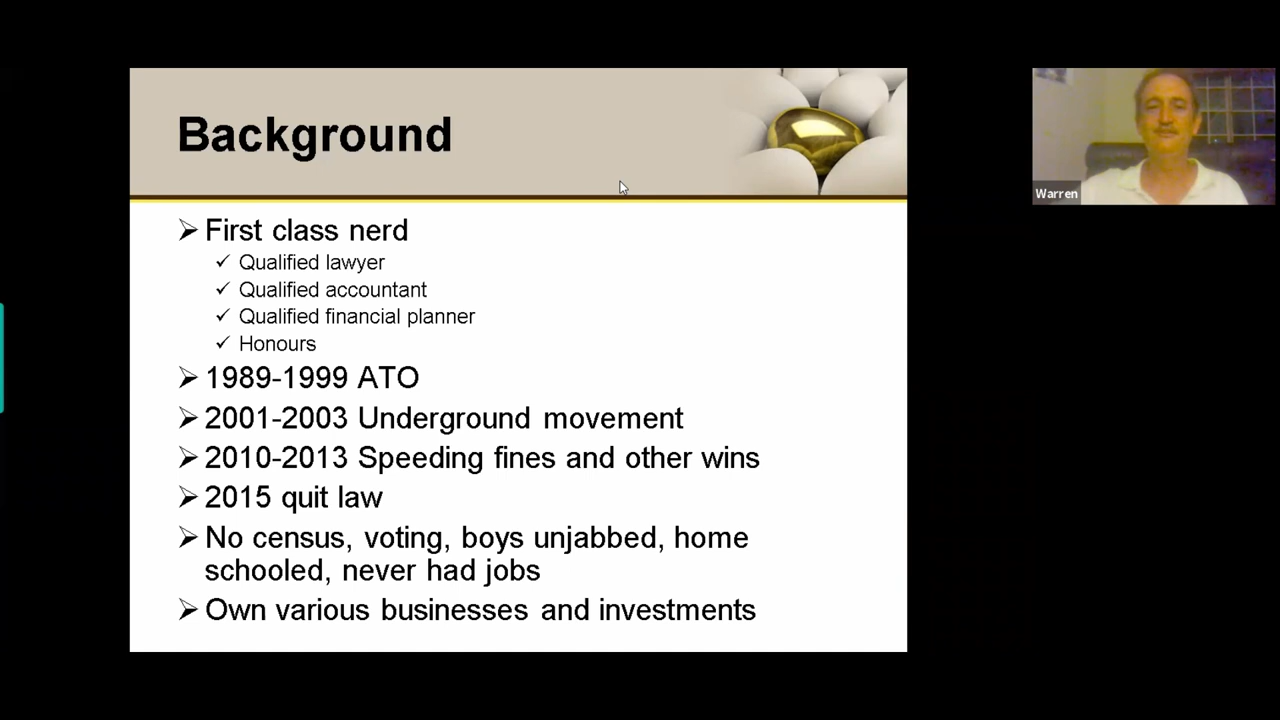 Background
First class nerd
Qualified lawyer
Qualified accountant
Qualified financial planner
Honours
1989-1999 ATO
2001-2003 Underground movement
2010-2013 Speeding fines and other wins
2015 quit law
No census, voting, boys unjabbed, home
schooled, never had jobs
Own various businesses and investments
Warren